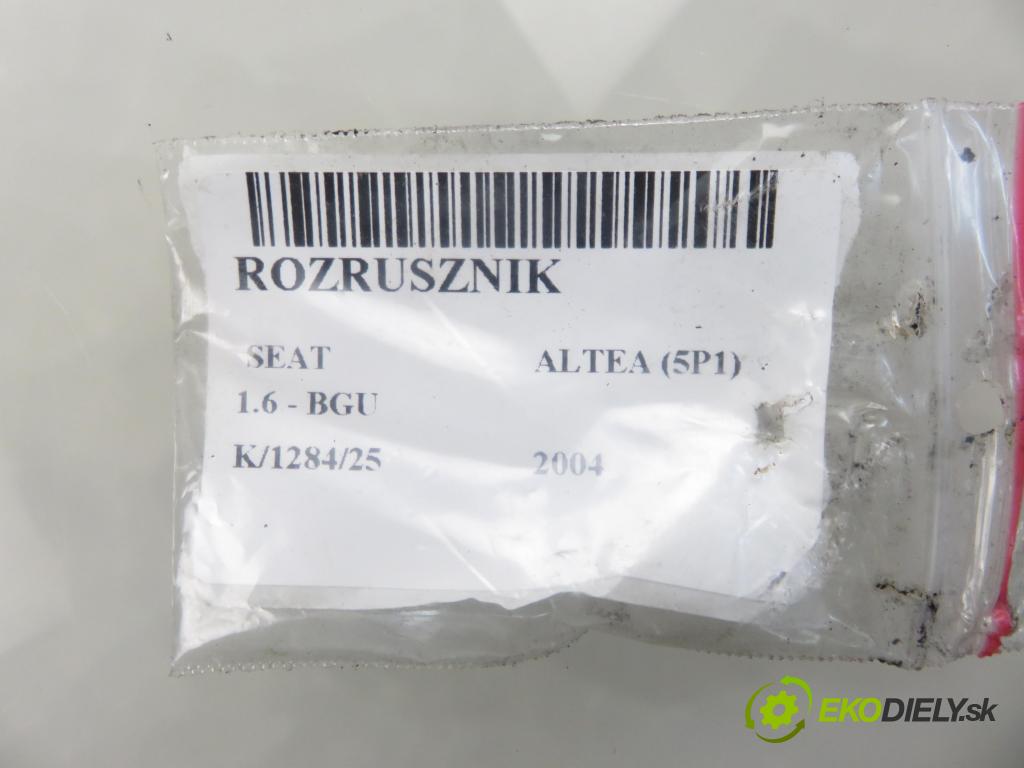 ROZRUSZNIK
SEAT ALTEA (5P1)
1.6 - BGU
K/1284/25 2004
EKODIELY.sk